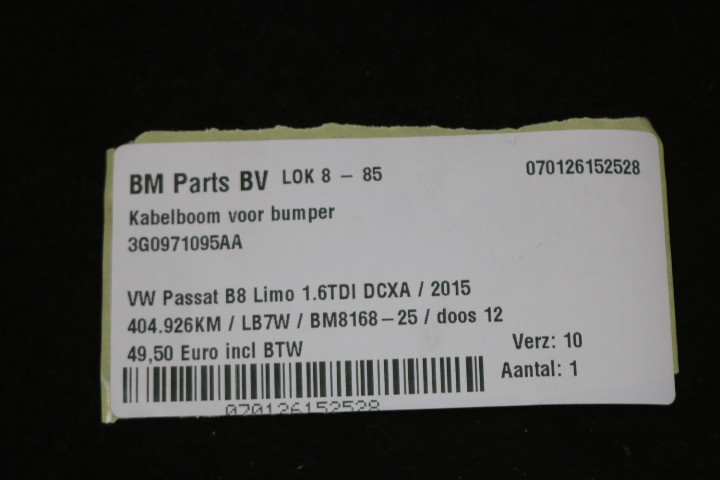 BM Parts BV LOK 8 - 85 070126152528
Kabelboom voor bumper
3G0971095AA
VW Passat B8 Limo 1.6TDI DCXA / 2015
404.926KM / LB7W / BM8168-25 / doos 12
49,50 Euro incl BTW Verz: 10
Aantal: 1
070126152528